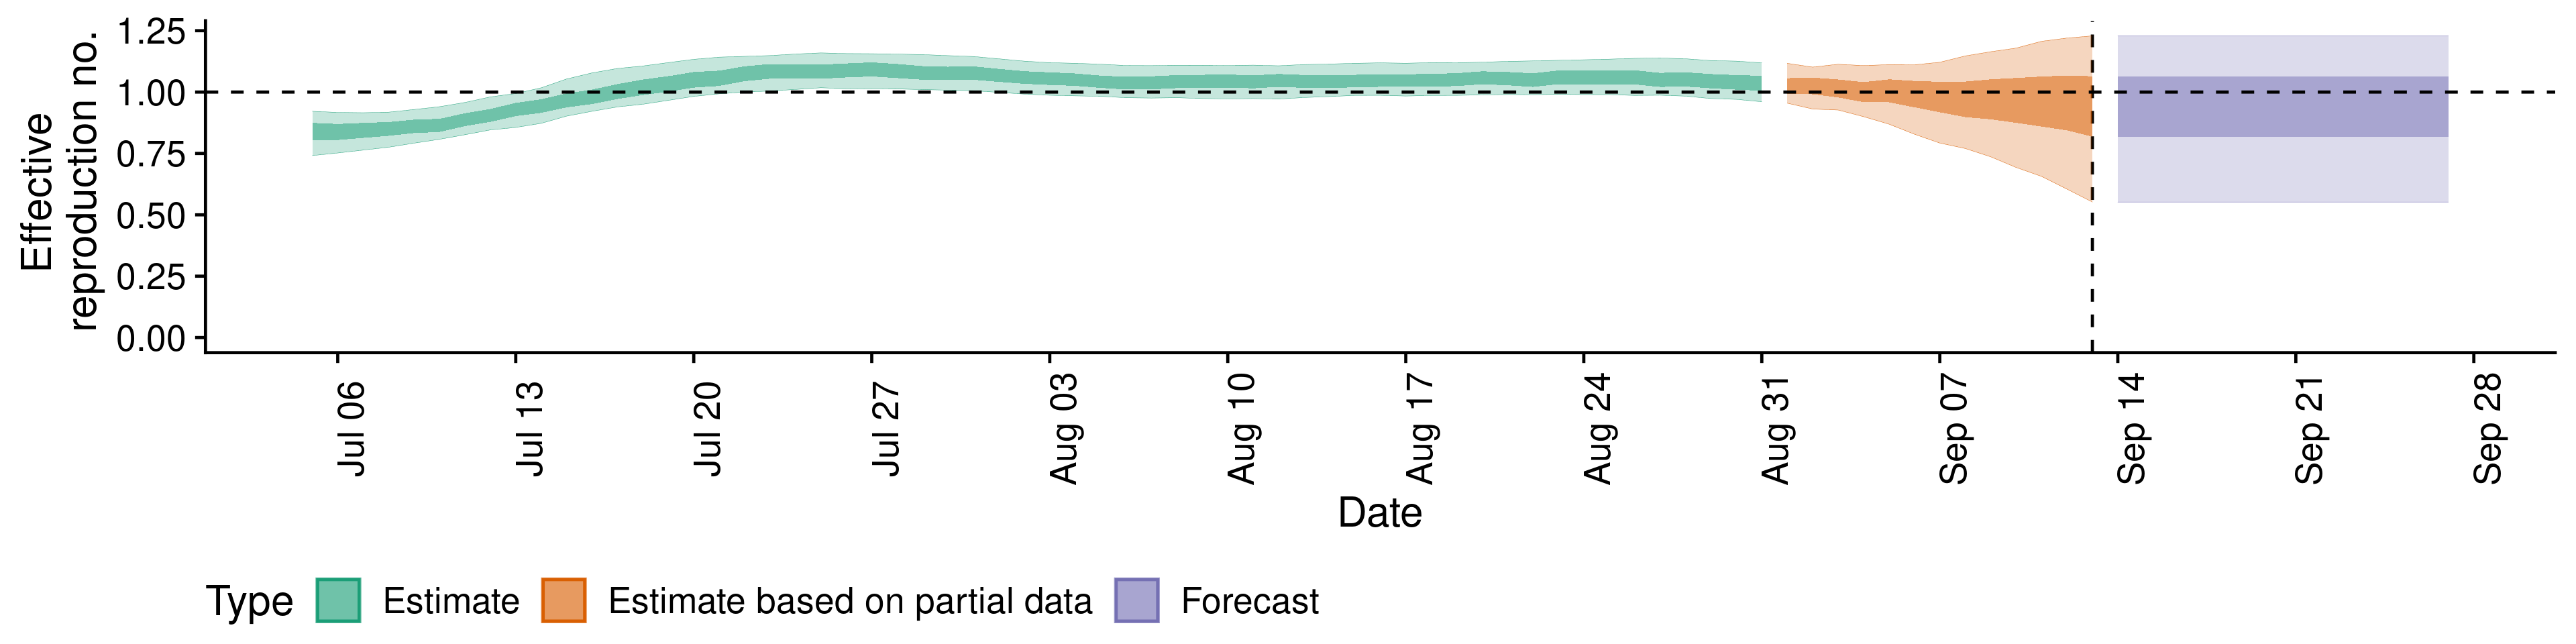 Effective
reproduction no.
1.25
1.00
0.75
0.50
0.25
0.00
Jul 06
Jul 13
Jul 20
Jul 27
Aug 03
Aug 10
Aug 17
Aug 24
Aug 31
Sep 07
Sep 14
Sep 21
Sep 28
Date
Type Estimate Estimate based on partial data Forecast